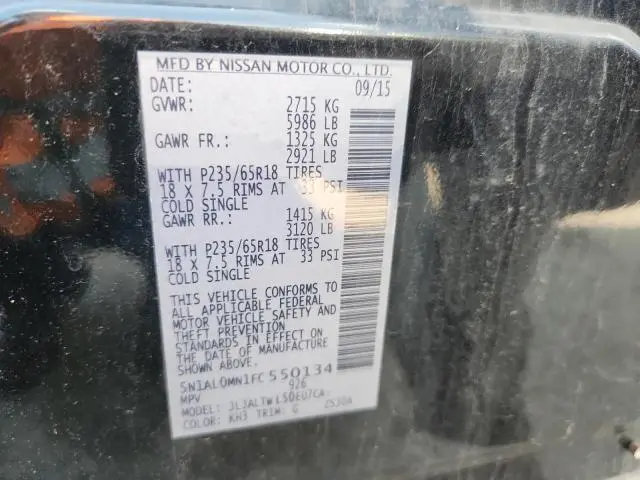 MFD BY NISSAN MOTOR CO., LTD.
DATE: 09/15
GVWR: 2715 KG
5986 LB
GAWR FR.: 1325 KG
2921 LB
WITH P235/65R18 TIRES
18 X 7.5 RIMS AT 33 PSI
COLD SINGLE
GAWR RR.: 1415 KG
3120 LB
WITH P235/65R18 TIRES
18 X 7.5 RIMS AT 33 PSI
COLD SINGLE
THIS VEHICLE CONFORMS TO
ALL APPLICABLE FEDERAL
MOTOR VEHICLE SAFETY AND
THEFT PREVENTION
STANDARDS IN EFFECT ON
THE DATE OF MANUFACTURE
SHOWN ABOVE.
5N1AL0MN1FC550134
MPV 926
MODEL: JL3ALTWL50EU7CA-
COLOR: KH3 TRIM: G 2530A